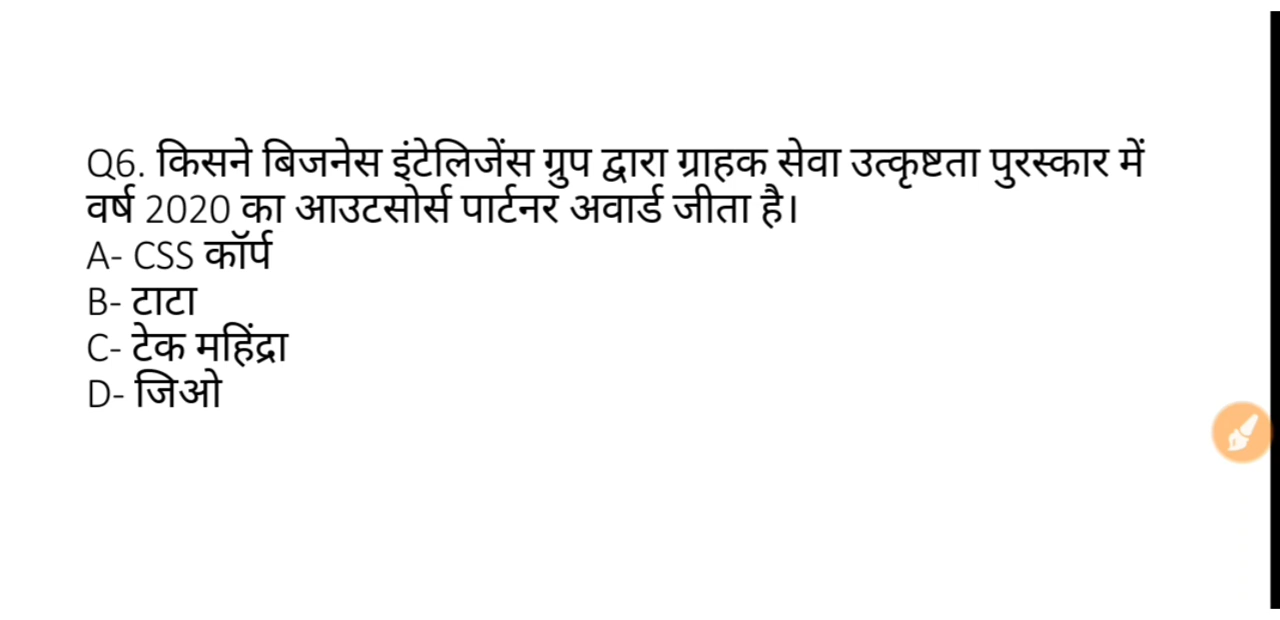 Q6. किसने बिजनेस इंटेलिजेंस ग्रुप द्वारा ग्राहक सेवा उत्कृष्टता पुरस्कार में
वर्ष 2020 का आउटसोर्स पार्टनर अवार्ड जीता है।
A- CSS कॉर्प
B- टाटा
C- टेक महिंद्रा
D- जिओ